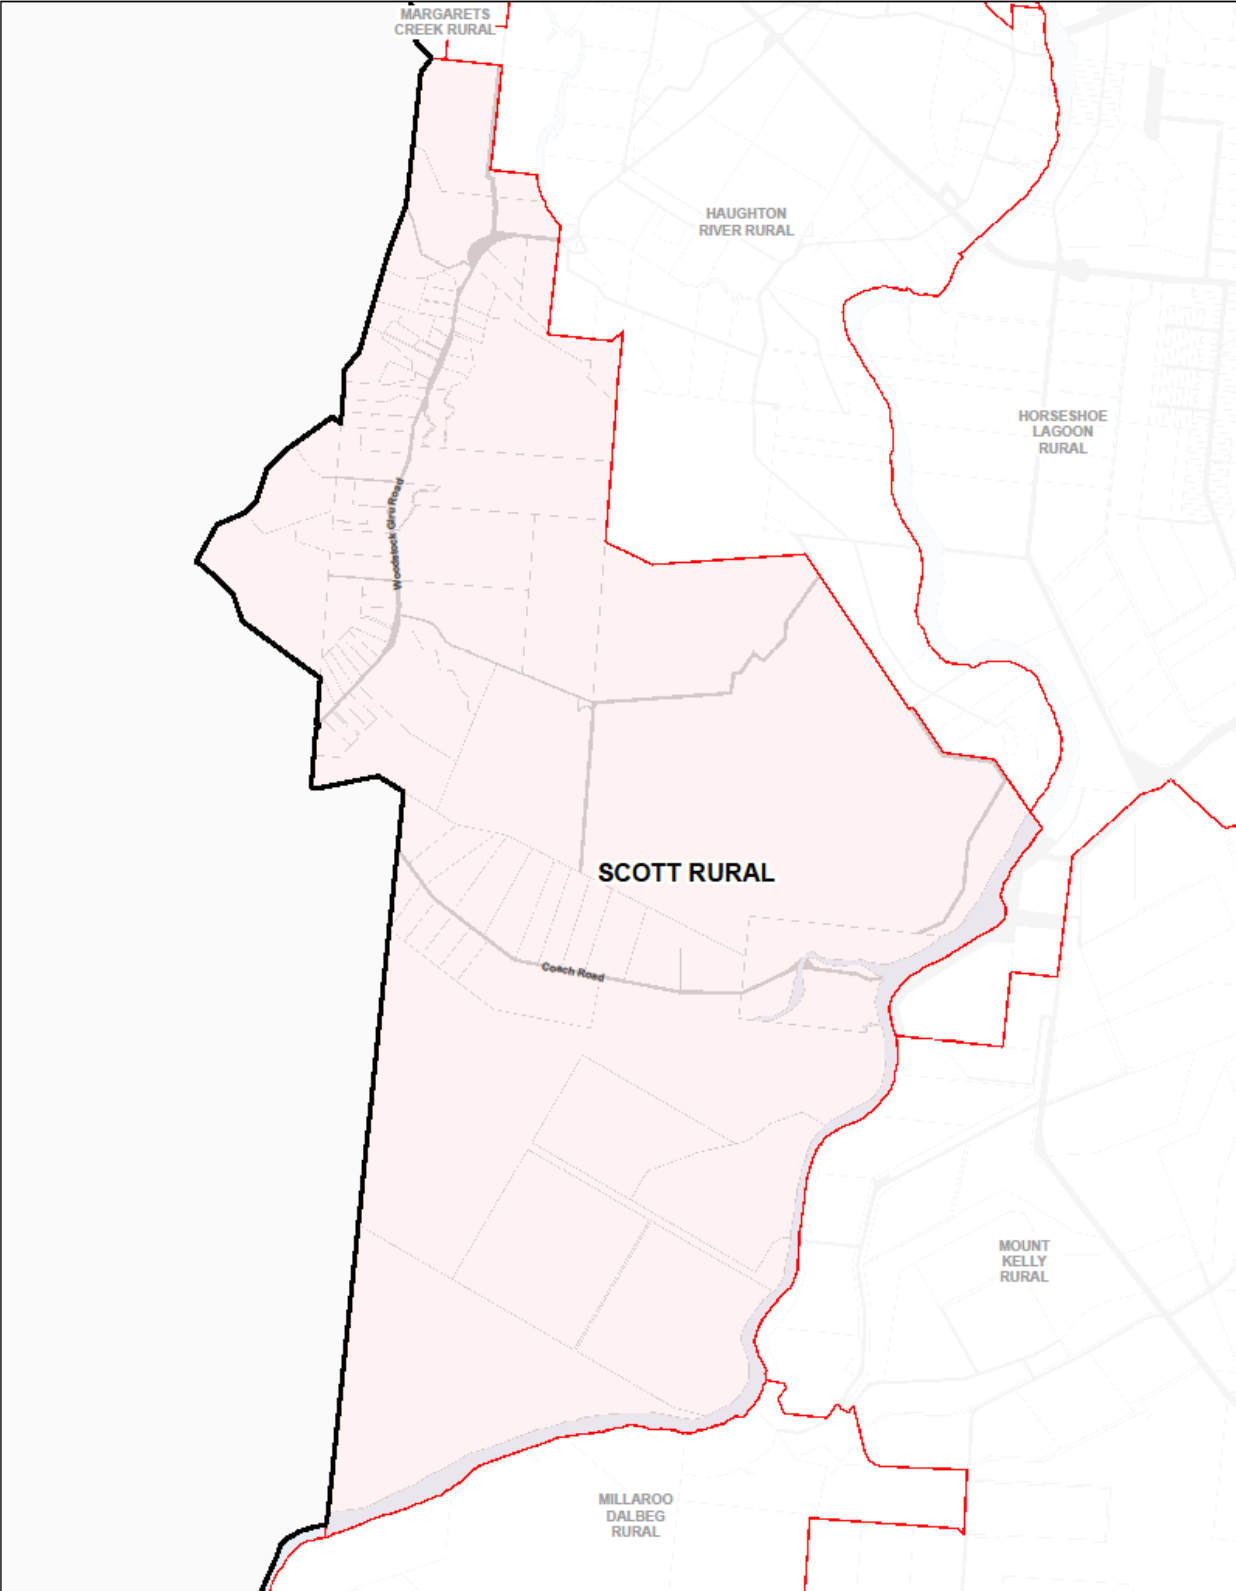 MARGARETS
CREEK RURAL
HAUGHTON
RIVER RURAL
HORSESHOE
LAGOON
RURAL
Woodstock Giru Road
SCOTT RURAL
Coach Road
MOUNT
KELLY
RURAL
MILLAROO
DALBEG
RURAL